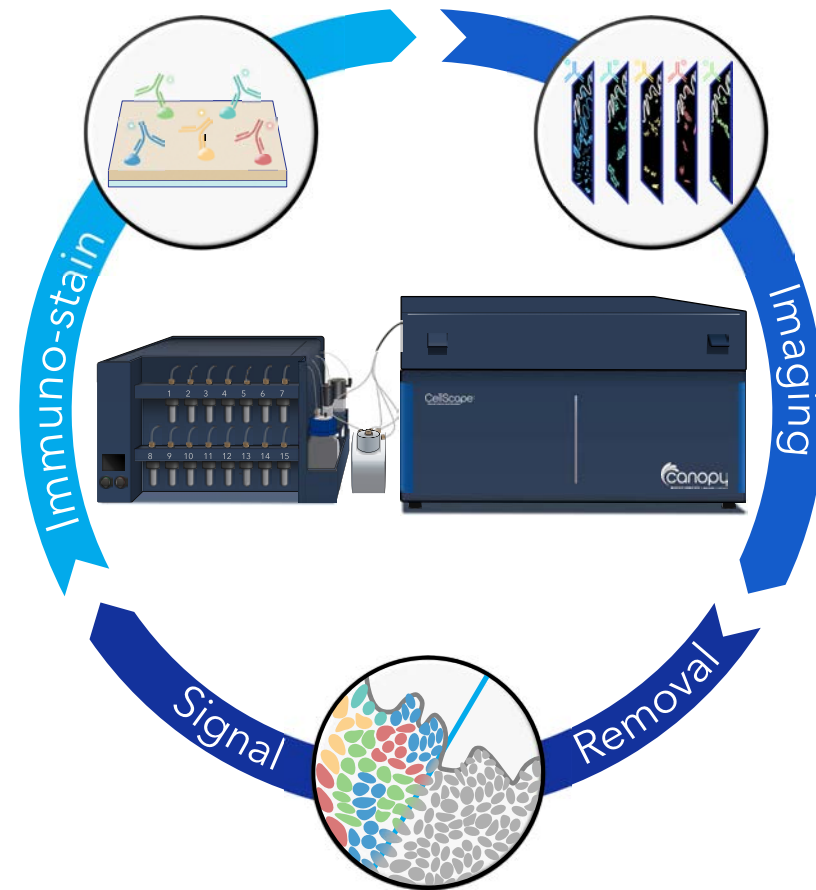 Immuno-stain
Imaging
1 2 3 4 5 6 7
CellScape
8 9 10 11 12 13 14 15
canopy
Signal
Removal